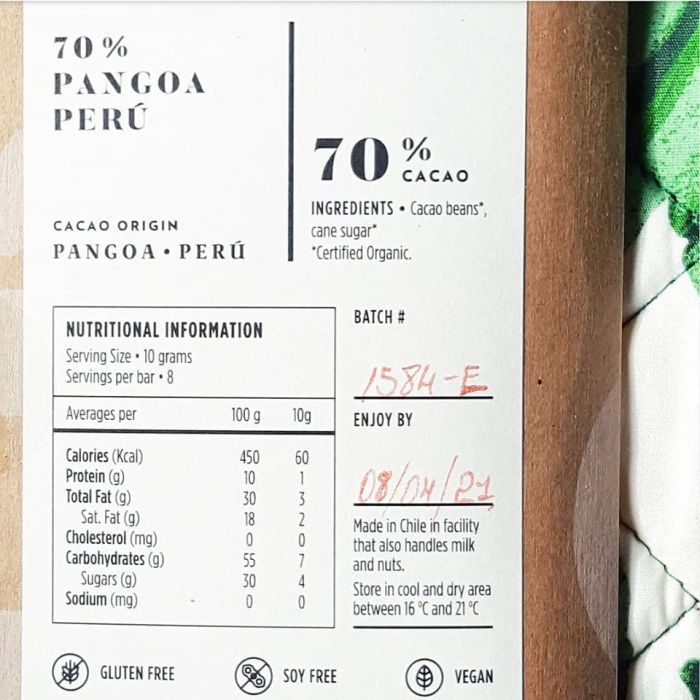 70%
PANGOA
PERÚ
CACAO ORIGIN
PANGOA • PERÚ
70 %
CACAO
INGREDIENTS • Cacao beans*,
cane sugar*
*Certified Organic.
NUTRITIONAL INFORMATION
Serving Size • 10 grams
Servings per bar • 8
Averages per 100 g 10g
Calories (Kcal) 450 60
Protein (g) 10 1
Total Fat (g) 30 3
Sat. Fat (g) 18 2
Cholesterol (mg) 0 0
Carbohydrates (g) 55 7
Sugars (g) 30 4
Sodium (mg) 0 0
BATCH #
1584-E
ENJOY BY
08/04/21
Made in Chile in facility
that also handles milk
and nuts.
Store in cool and dry area
between 16 °C and 21 °C
GLUTEN FREE
SOY FREE
VEGAN